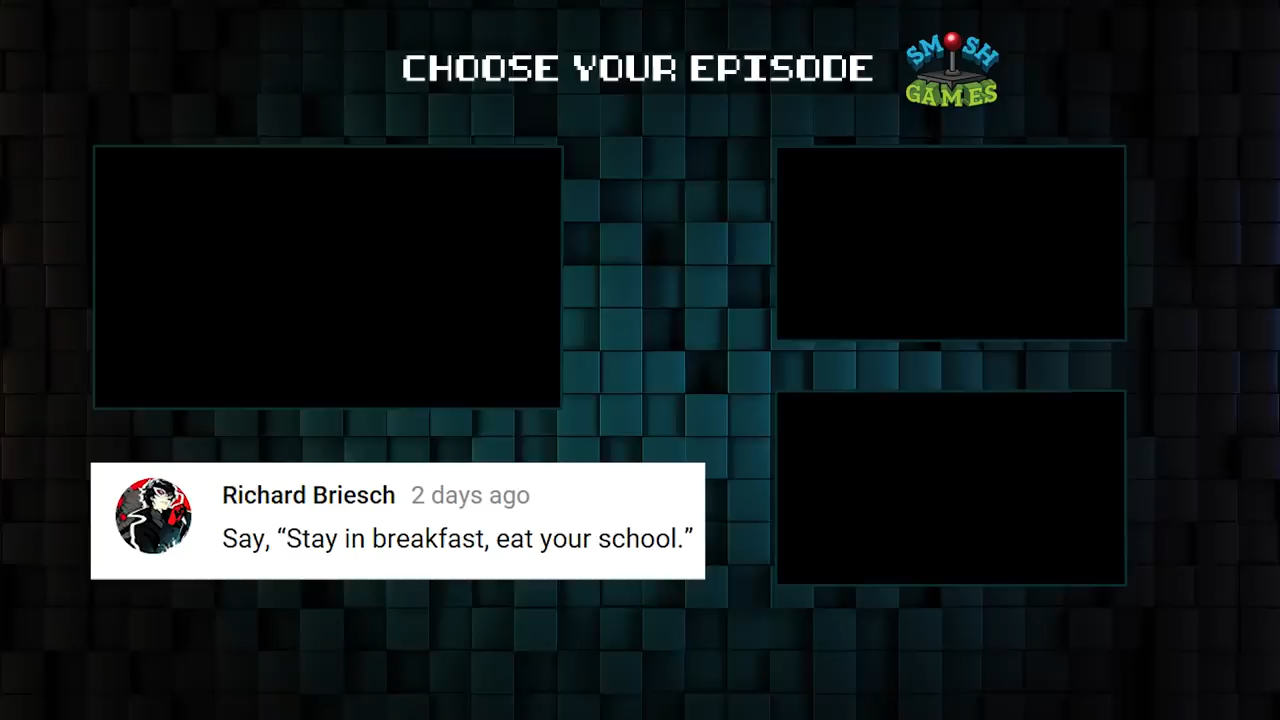 CHOOSE YOUR EPISODE
SMOSH
GAMES
Richard Briesch 2 days ago
Say, “Stay in breakfast, eat your school.”